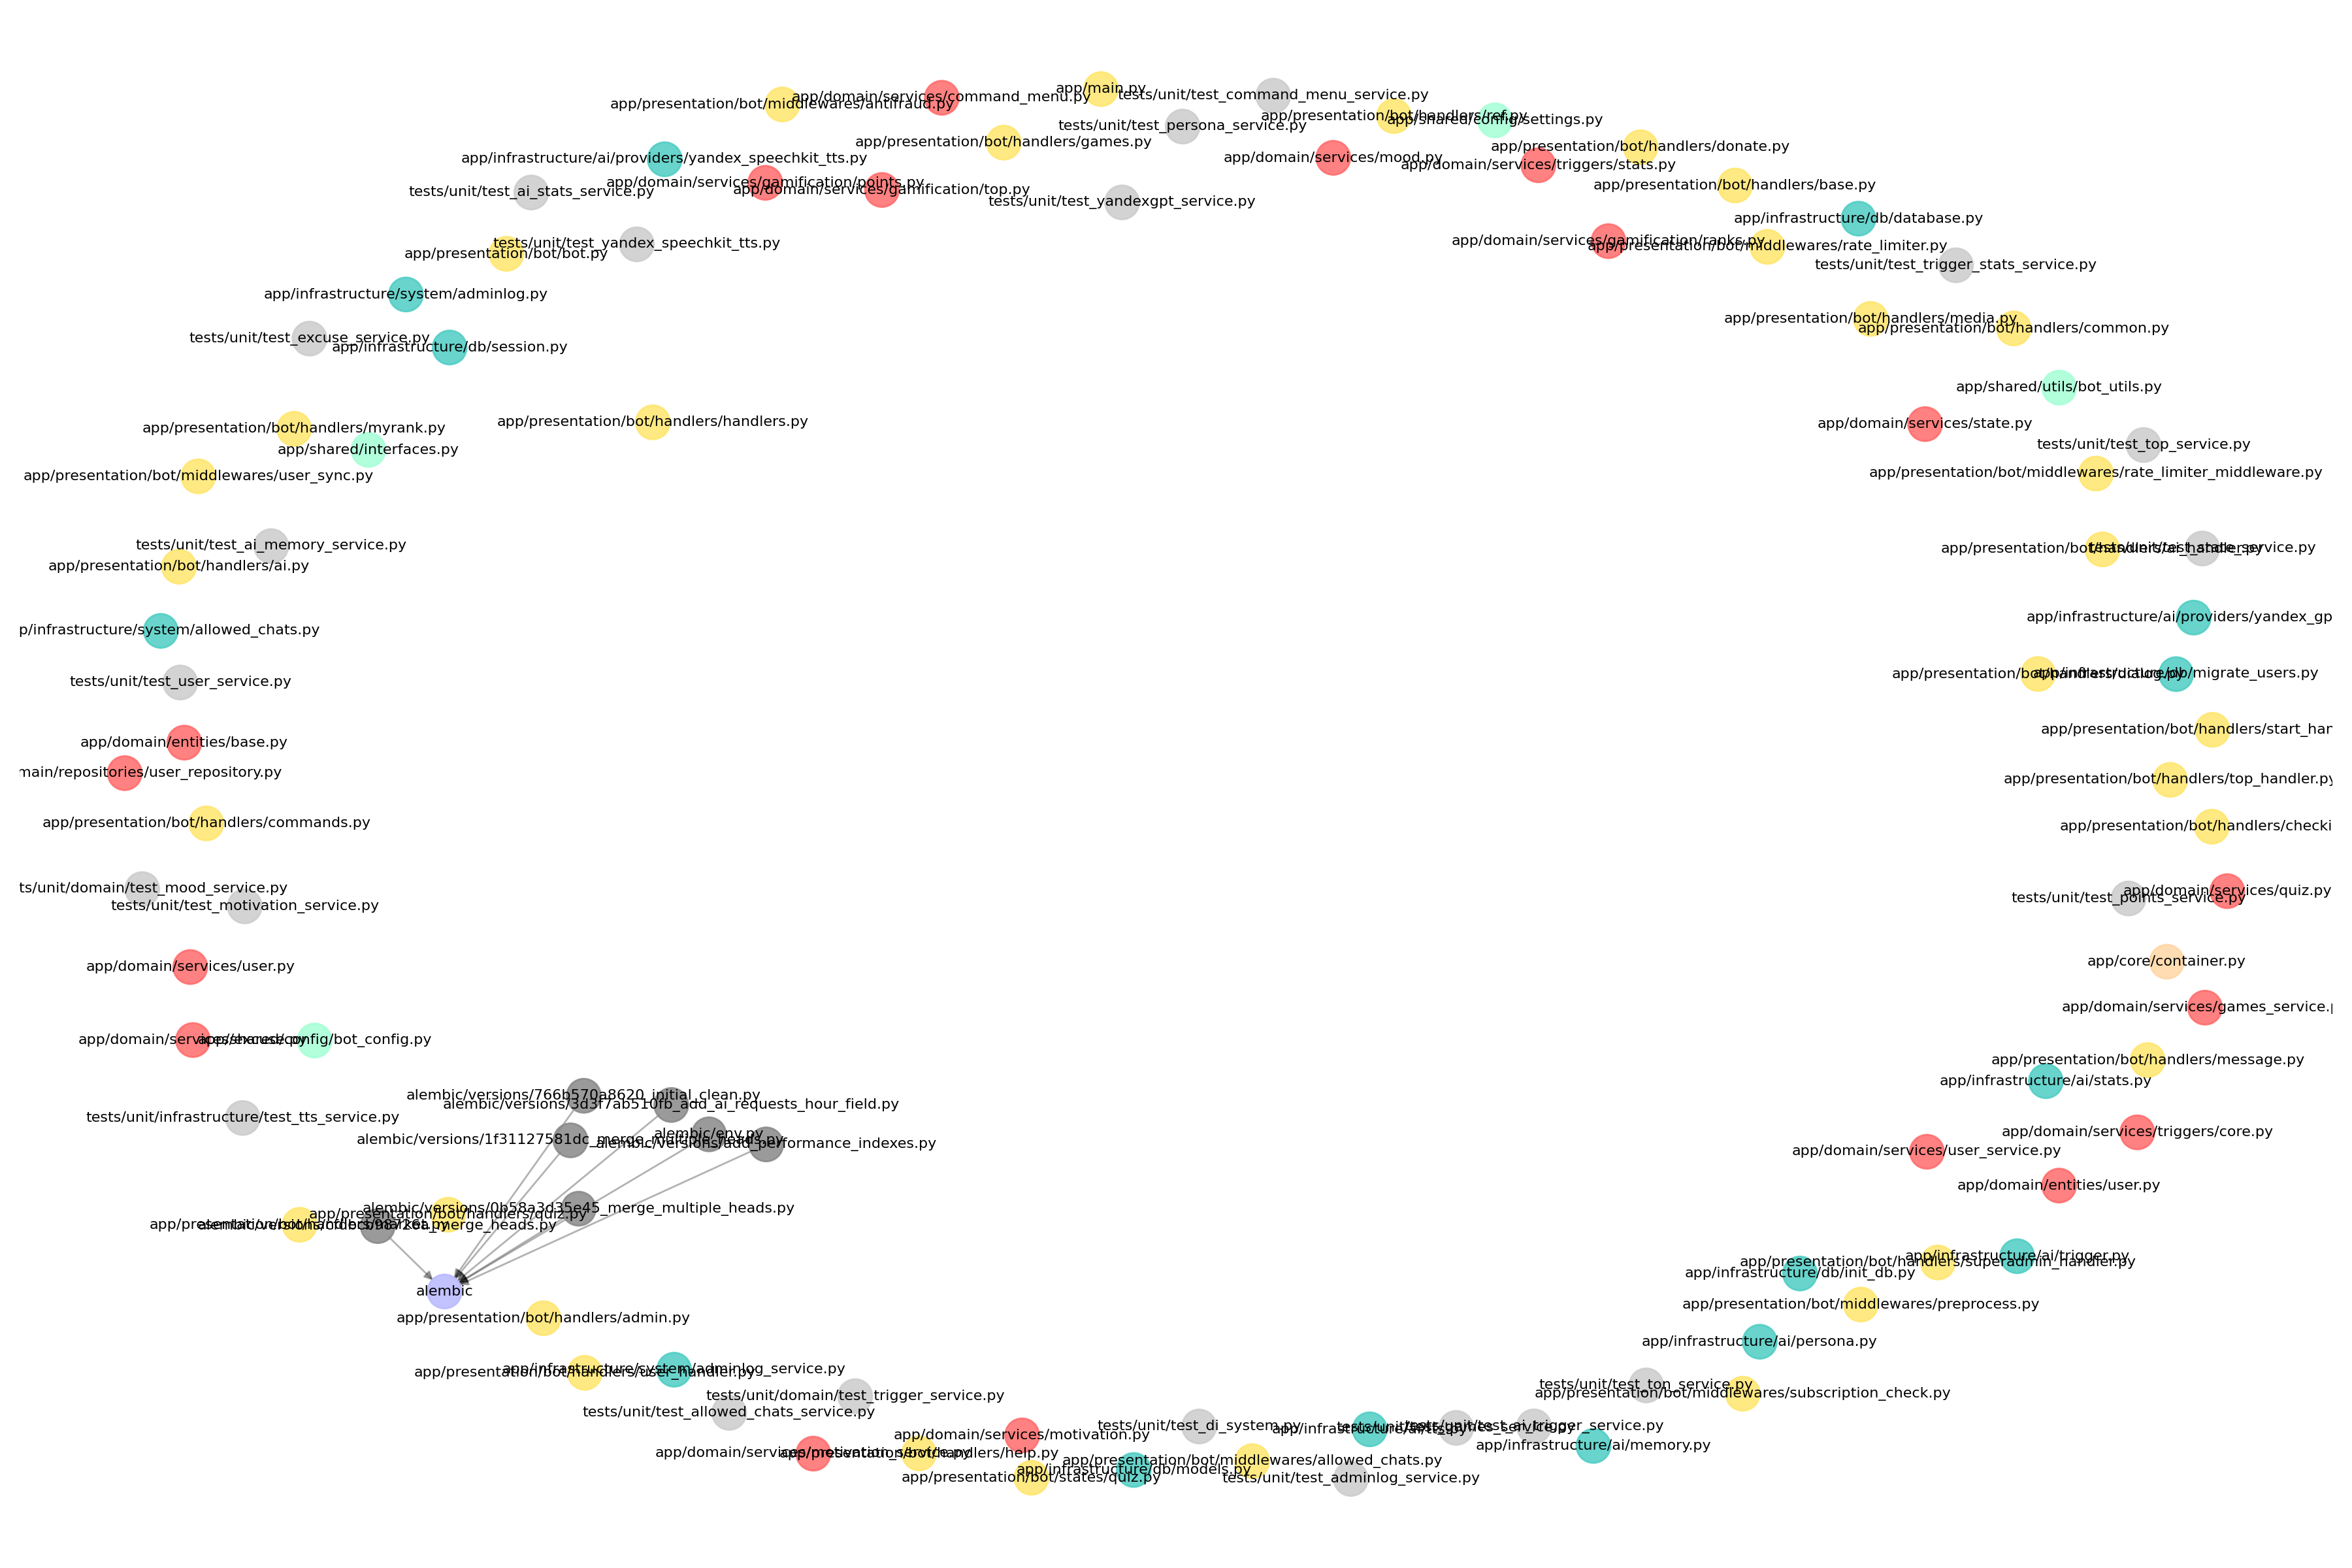 app/main.py
app/domain/services/command_menu.py
tests/unit/test_command_menu_service.py
app/presentation/bot/middlewares/antifraud.py
app/presentation/bot/handlers/ref.py
app/shared/config/settings.py
tests/unit/test_persona_service.py
app/presentation/bot/handlers/games.py
app/presentation/bot/handlers/donate.py
app/infrastructure/ai/providers/yandex_speechkit_tts.py
app/domain/services/mood.py
app/domain/services/triggers/stats.py
app/domain/services/gamification/points.py
app/presentation/bot/handlers/base.py
tests/unit/test_ai_stats_service.py
app/domain/services/gamification/top.py
tests/unit/test_yandexgpt_service.py
app/infrastructure/db/database.py
tests/unit/test_yandex_speechkit_tts.py
app/domain/services/gamification/ranks.py
app/presentation/bot/middlewares/rate_limiter.py
app/presentation/bot/bot.py
tests/unit/test_trigger_stats_service.py
app/infrastructure/system/adminlog.py
app/presentation/bot/handlers/media.py
app/presentation/bot/handlers/common.py
tests/unit/test_excuse_service.py
app/infrastructure/db/session.py
app/shared/utils/bot_utils.py
app/presentation/bot/handlers/handlers.py
app/domain/services/state.py
app/presentation/bot/handlers/myrank.py
tests/unit/test_top_service.py
app/shared/interfaces.py
app/presentation/bot/middlewares/user_sync.py
app/presentation/bot/middlewares/rate_limiter_middleware.py
tests/unit/test_ai_memory_service.py
app/presentation/bot/handlers/ai_handler.py
tests/unit/test_state_service.py
app/presentation/bot/handlers/ai.py
app/infrastructure/ai/providers/yandex_gp
p/infrastructure/system/allowed_chats.py
app/presentation/bot/handlers/dialog.py
app/infrastructure/db/migrate_users.py
tests/unit/test_user_service.py
app/presentation/bot/handlers/start_har
app/domain/entities/base.py
main/repositories/user_repository.py
app/presentation/bot/handlers/top_handler.py
app/presentation/bot/handlers/commands.py
app/presentation/bot/handlers/checki
ts/unit/domain/test_mood_service.py
app/domain/services/quiz.py
tests/unit/test_points_service.py
tests/unit/test_motivation_service.py
app/core/container.py
app/domain/services/user.py
app/domain/services/games_service.p
app/domain/services/excuse.py
app/shared/config/bot_config.py
app/presentation/bot/handlers/message.py
app/infrastructure/ai/stats.py
alembic/versions/766b570a8620_initial_clean.py
alembic/versions/3d3f7ab510fb_add_ai_requests_hour_field.py
tests/unit/infrastructure/test_tts_service.py
alembic/env.py
app/domain/services/triggers/core.py
alembic/versions/1f31127581dc_merge_multiple_heads.py
alembic/versions/add_performance_indexes.py
app/domain/services/user_service.py
app/domain/entities/user.py
alembic/versions/0b58a3d35e45_merge_multiple_heads.py
app/presentation/bot/handlers/quiz.py
app/infrastructure/ai/trigger.py
app/presentation/bot/handlers/superadmin_handler.py
app/infrastructure/db/init_db.py
alembic
app/presentation/bot/middlewares/preprocess.py
app/presentation/bot/handlers/admin.py
app/infrastructure/ai/persona.py
app/infrastructure/system/adminlog_service.py
app/presentation/bot/handlers/user_handler.py
tests/unit/test_ton_service.py
app/presentation/bot/middlewares/subscription_check.py
tests/unit/domain/test_trigger_service.py
tests/unit/test_allowed_chats_service.py
tests/unit/test_di_system.py
app/infrastructure/ai/tts.py
tests/unit/test_games_service.py
tests/unit/test_ai_trigger_service.py
app/domain/services/motivation.py
app/infrastructure/ai/memory.py
app/domain/services/motivation_service.py
app/presentation/bot/handlers/help.py
app/presentation/bot/middlewares/allowed_chats.py
app/infrastructure/db/models.py
app/presentation/bot/states/quiz.py
tests/unit/test_adminlog_service.py